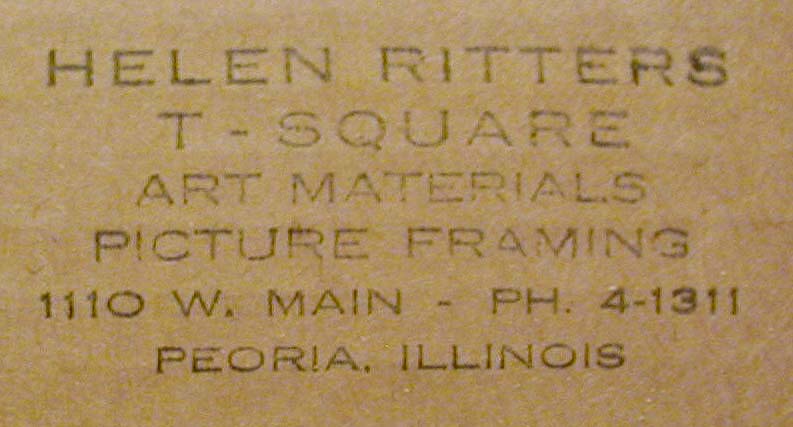 HELEN RITTERS
T - SQUARE
ART MATERIALS
PICTURE FRAMING
1110 W. MAIN - PH. 4-1311
PEORIA, ILLINOIS